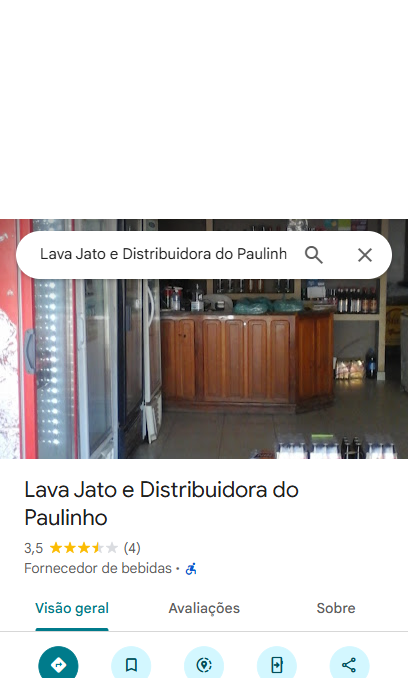 Lava Jato e Distribuidora do Paulinh
Lava Jato e Distribuidora do
Paulinho
3,5 (4)
Fornecedor de bebidas ·
Visão geral Avaliações Sobre